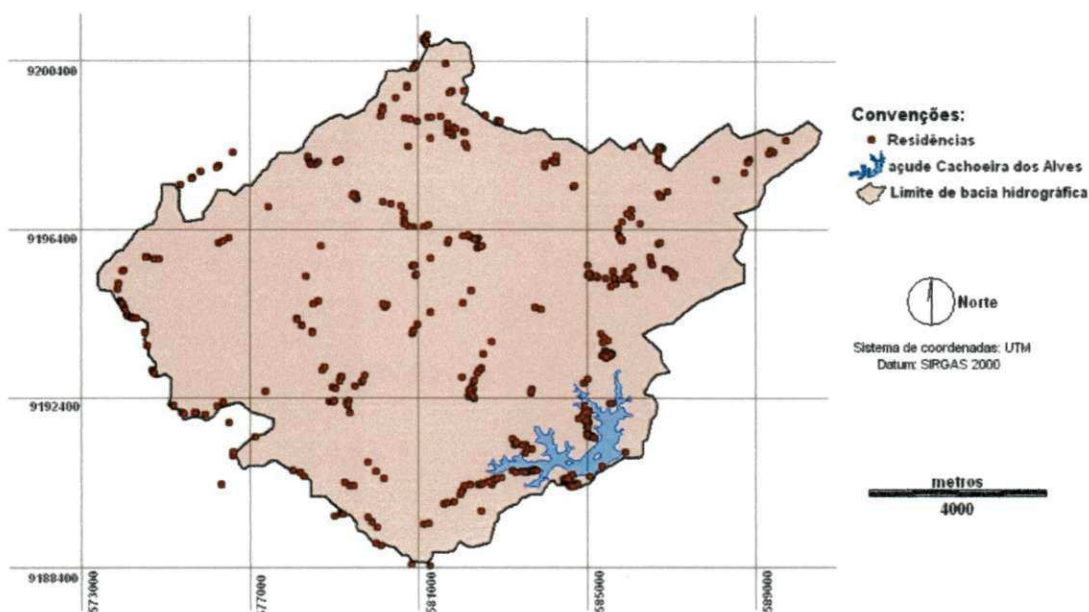 9200400
9196400
9192400
9188400
573000
577000
581000
585000
589000
Convenções:
Residências
açude Cachoeira dos Alves
Limite de bacia hidrográfica
Norte
Sistema de coordenadas: UTM
Datum: SIRGAS 2000
metros
4000